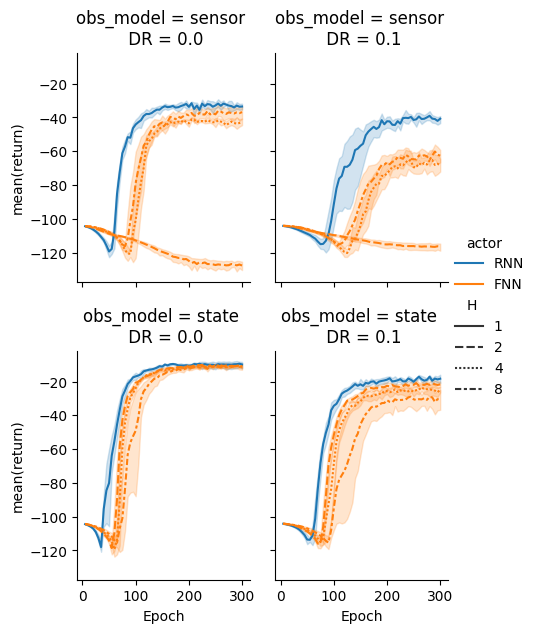 obs_model = sensor
DR = 0.0
obs_model = sensor
DR = 0.1
mean(return)
−20
−40
−60
−80
−100
−120
actor
RNN
FNN
H
1
2
4
8
obs_model = state
DR = 0.0
obs_model = state
DR = 0.1
mean(return)
−20
−40
−60
−80
−100
−120
0
100
200
300
Epoch
0
100
200
300
Epoch